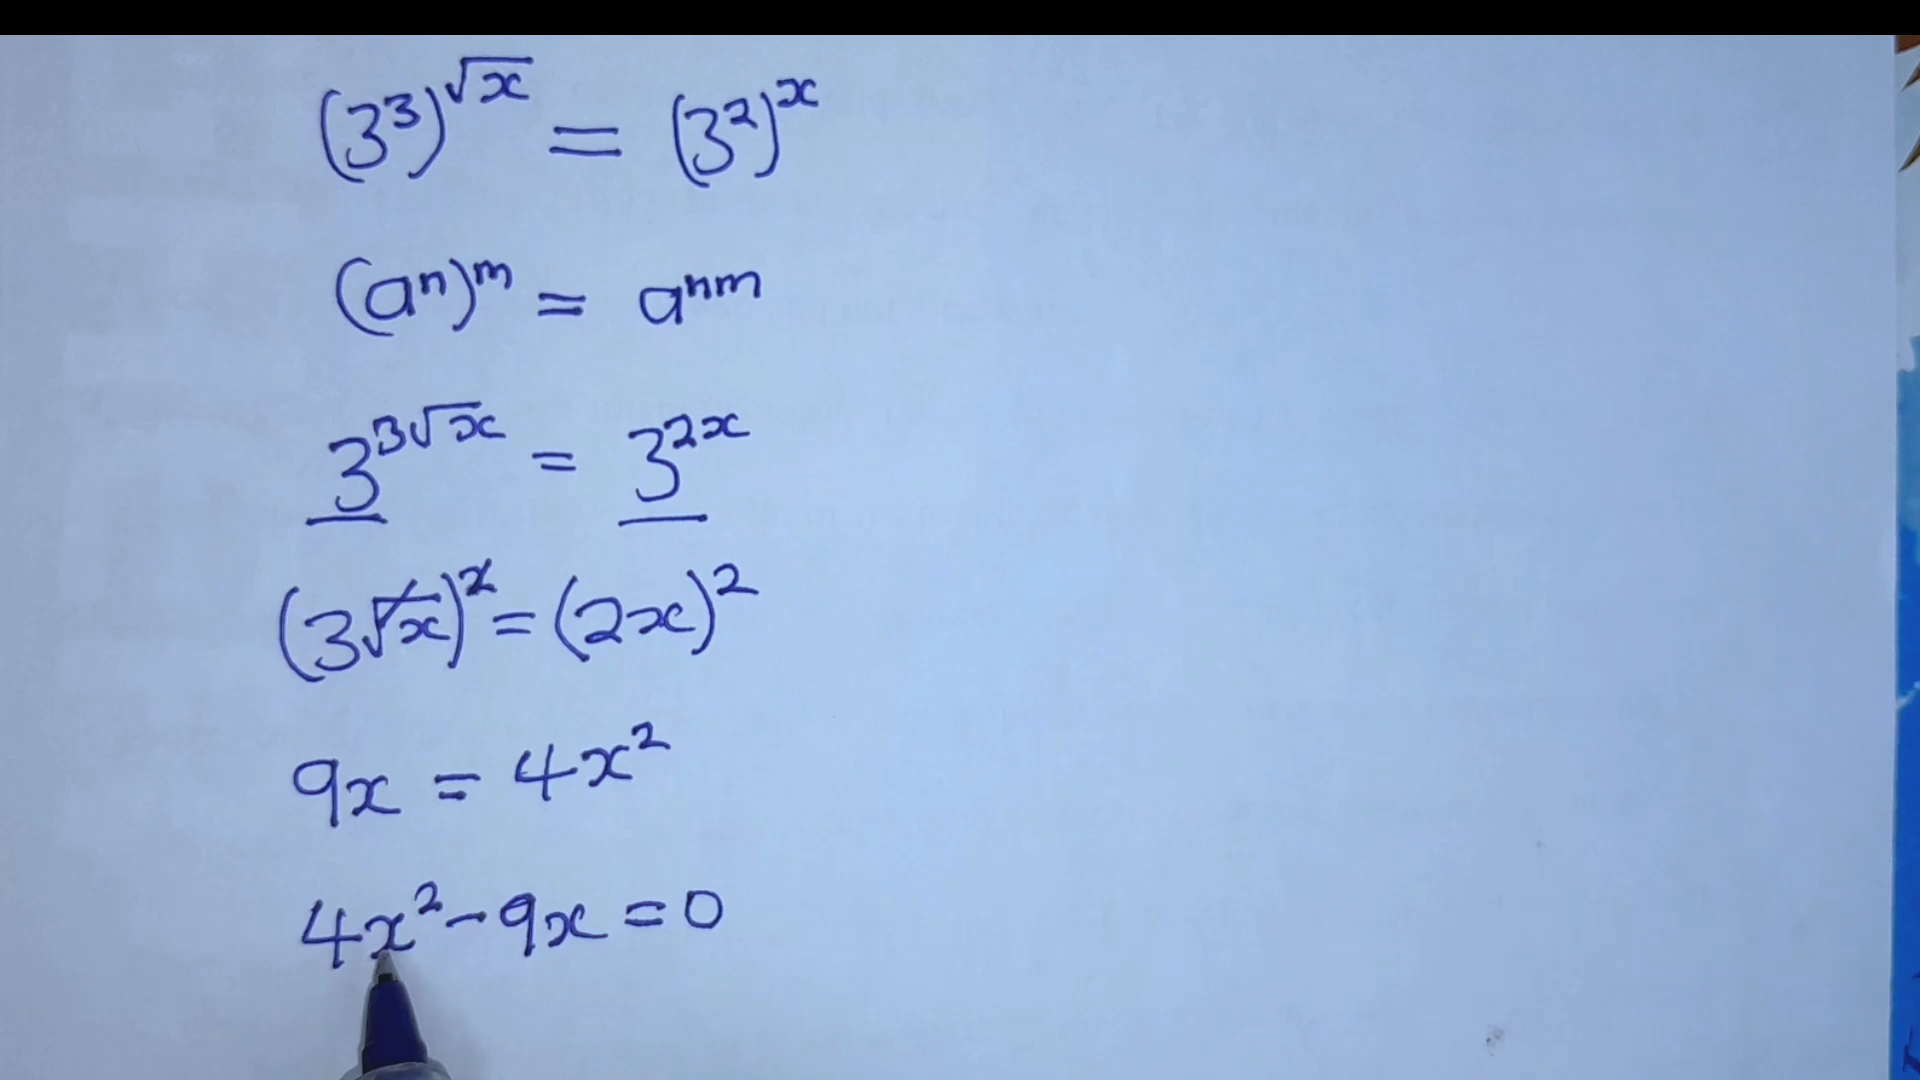 (3³)^√x = (3²)^x
(aⁿ)^m = a^nm
3^3√x = 3^2x
(3√x)² = (2x)²
9x = 4x²
4x² - 9x = 0